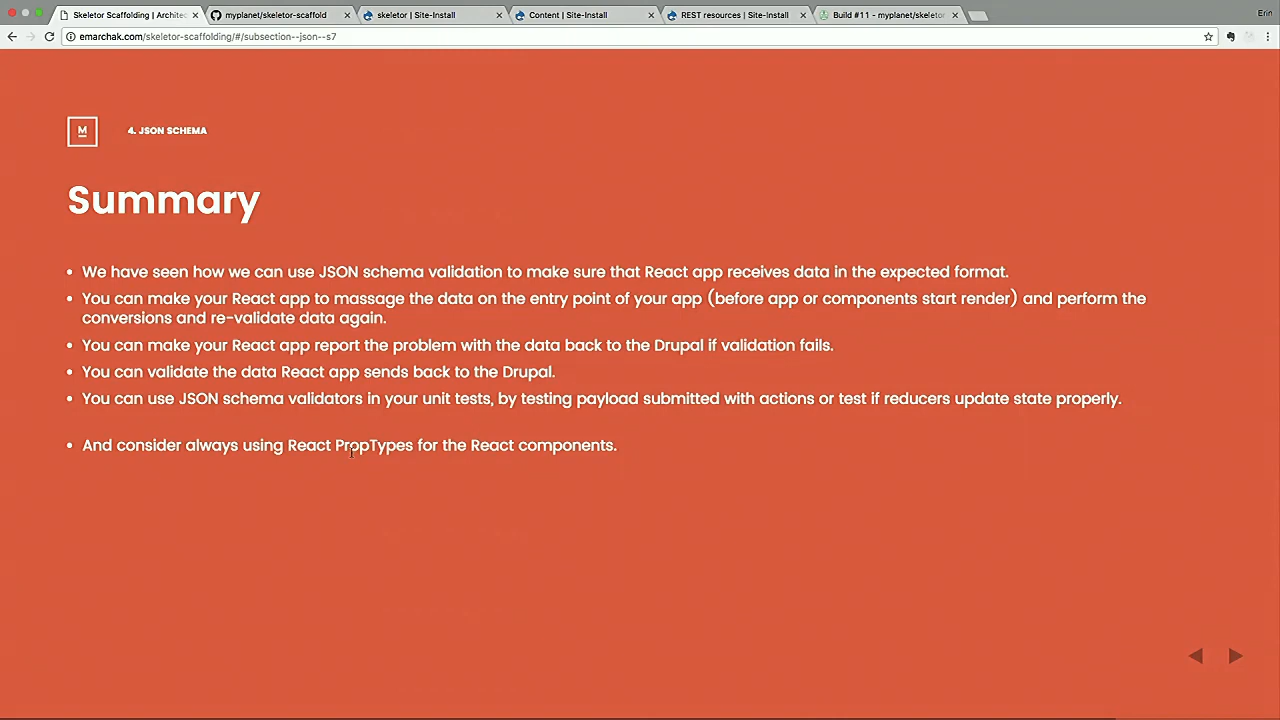 Skeletor Scaffolding | Archite
myplanet/skeletor-scaffold
skeletor | Site-Install
Content | Site-Install
REST resources | Site-Install
Build #11 - myplanet/skeletor
Erin
emarchak.com/skeletor-scaffolding/#/subsection--json--s7
M
4. JSON SCHEMA
Summary
• We have seen how we can use JSON schema validation to make sure that React app receives data in the expected format.
• You can make your React app to massage the data on the entry point of your app (before app or components start render) and perform the
conversions and re-validate data again.
• You can make your React app report the problem with the data back to the Drupal if validation fails.
• You can validate the data React app sends back to the Drupal.
• You can use JSON schema validators in your unit tests, by testing payload submitted with actions or test if reducers update state properly.
• And consider always using React PropTypes for the React components.